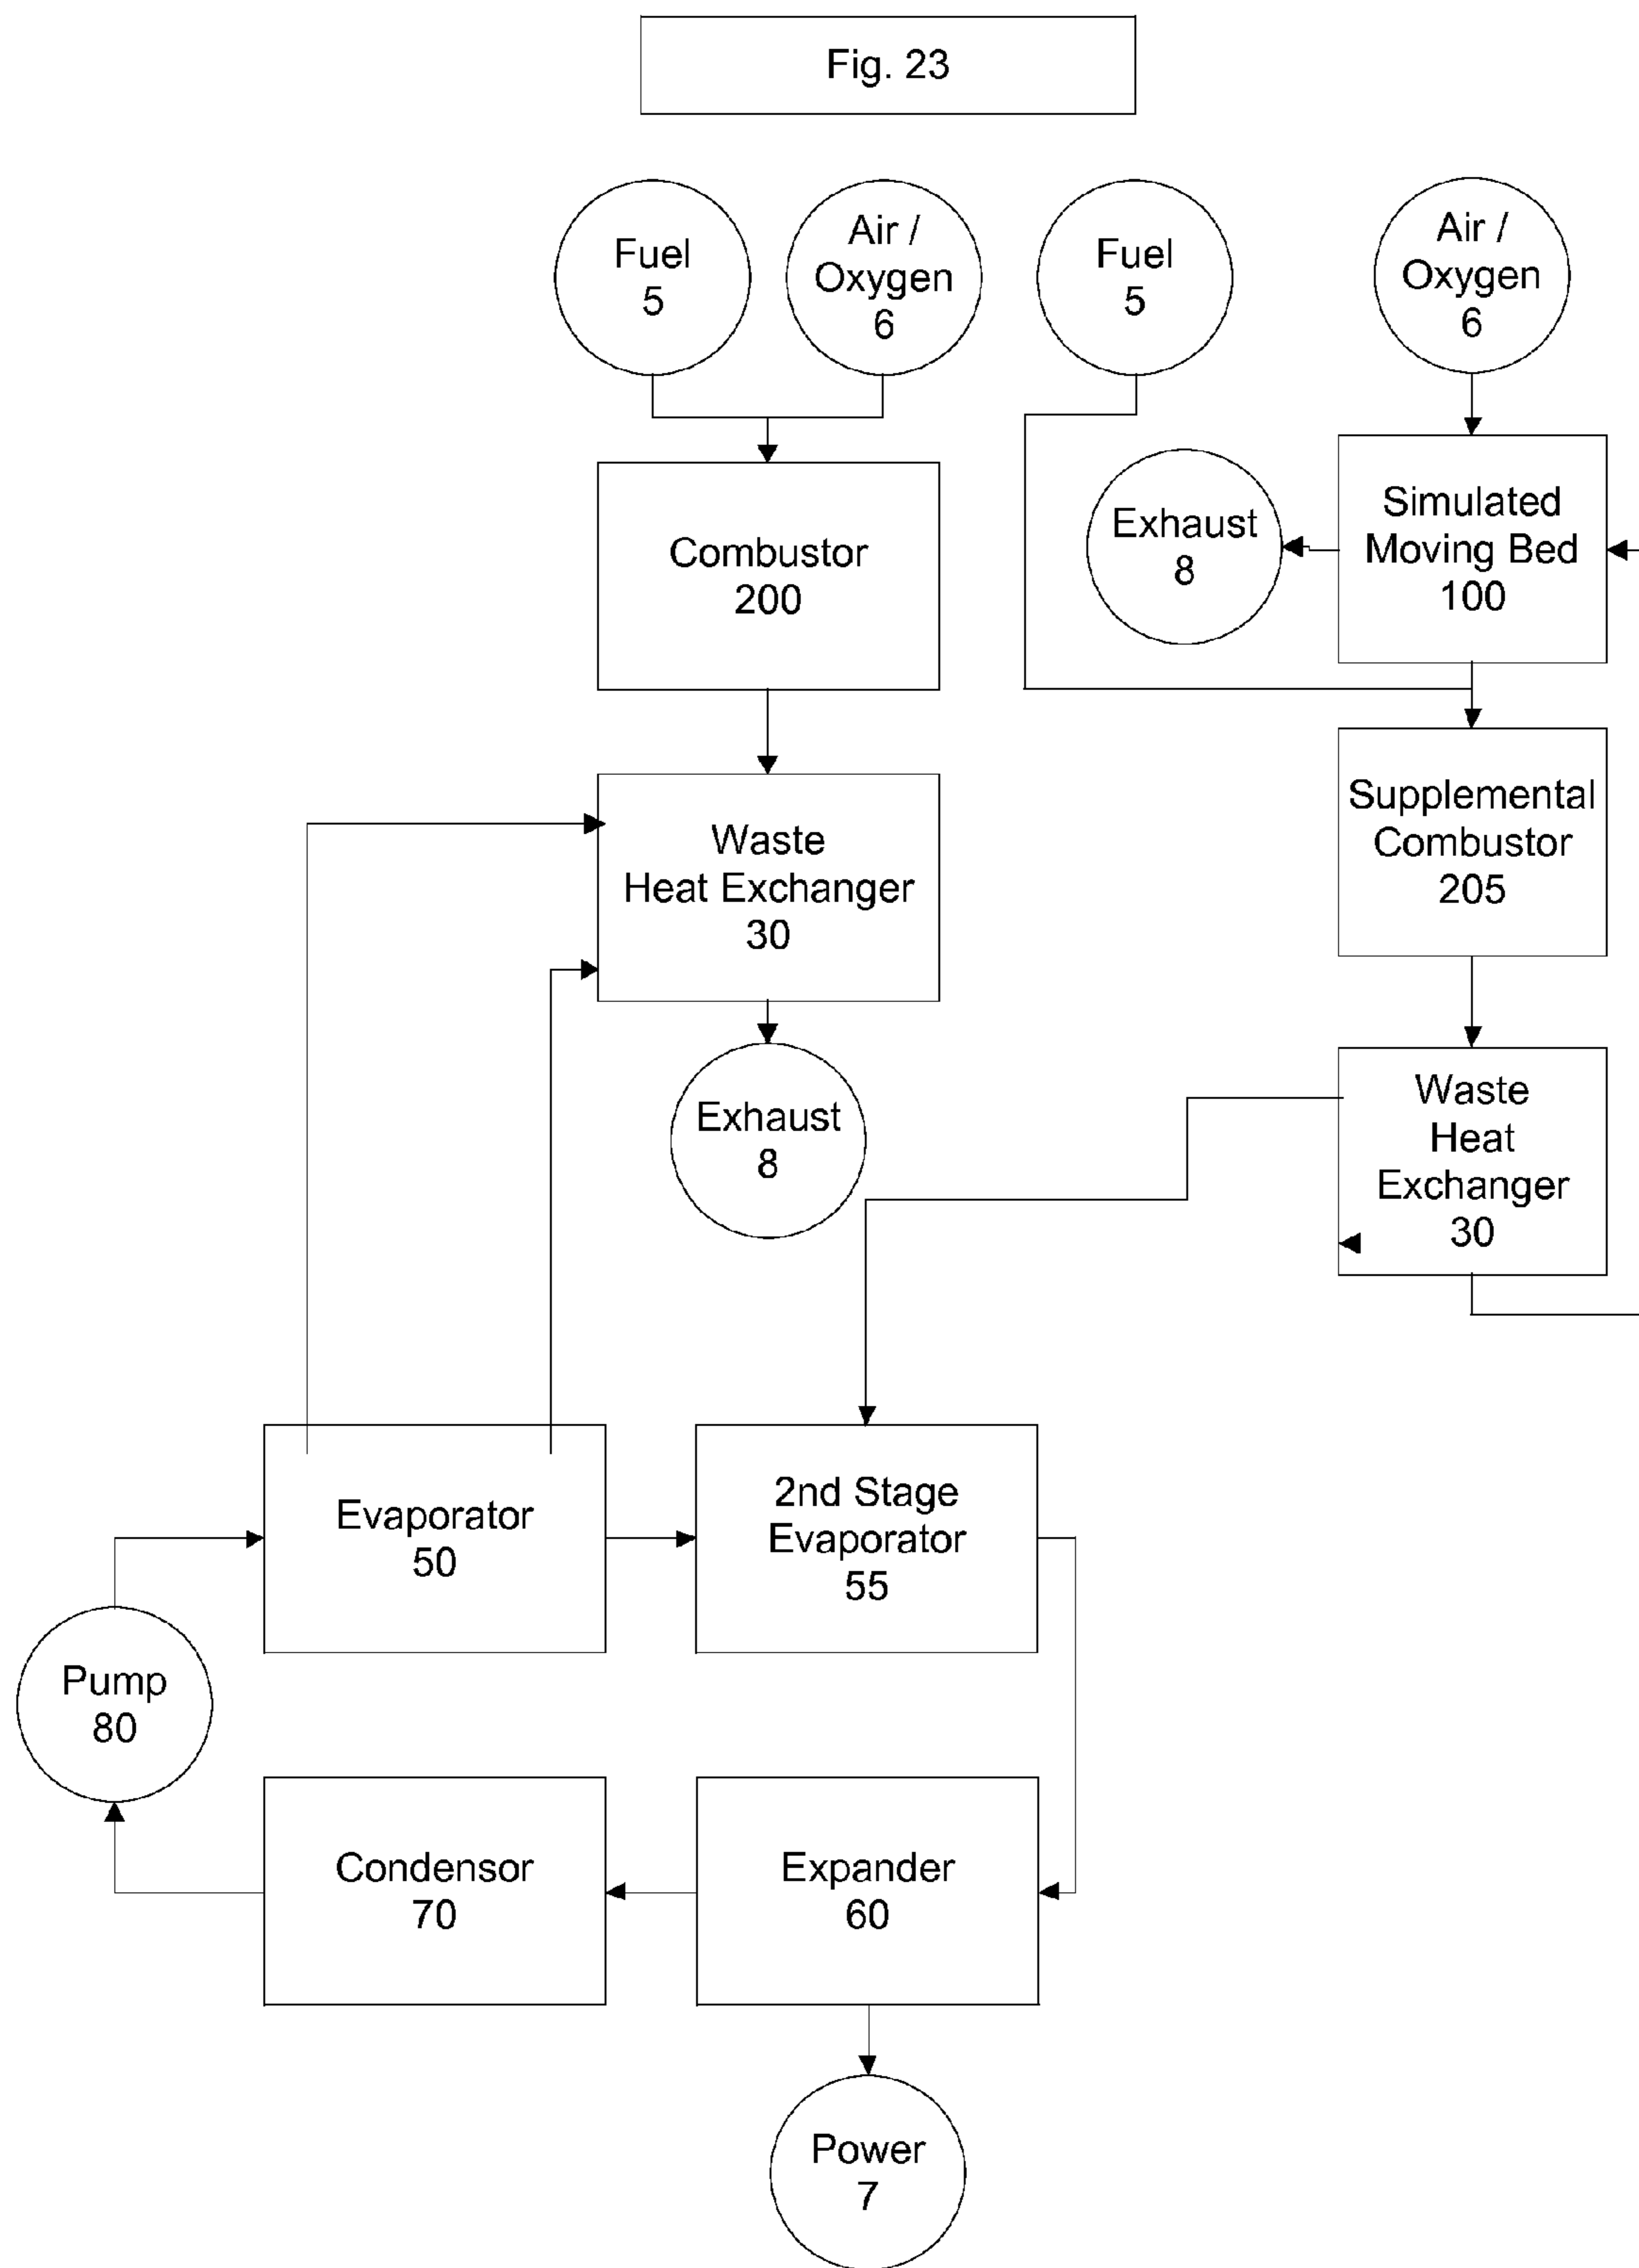 Fig. 23
Fuel
5
Air /
Oxygen
6
Fuel
5
Air /
Oxygen
6
Combustor
200
Exhaust
8
Simulated
Moving Bed
100
Waste
Heat Exchanger
30
Supplemental
Combustor
205
Exhaust
8
Waste
Heat
Exchanger
30
Evaporator
50
2nd Stage
Evaporator
55
Pump
80
Condensor
70
Expander
60
Power
7